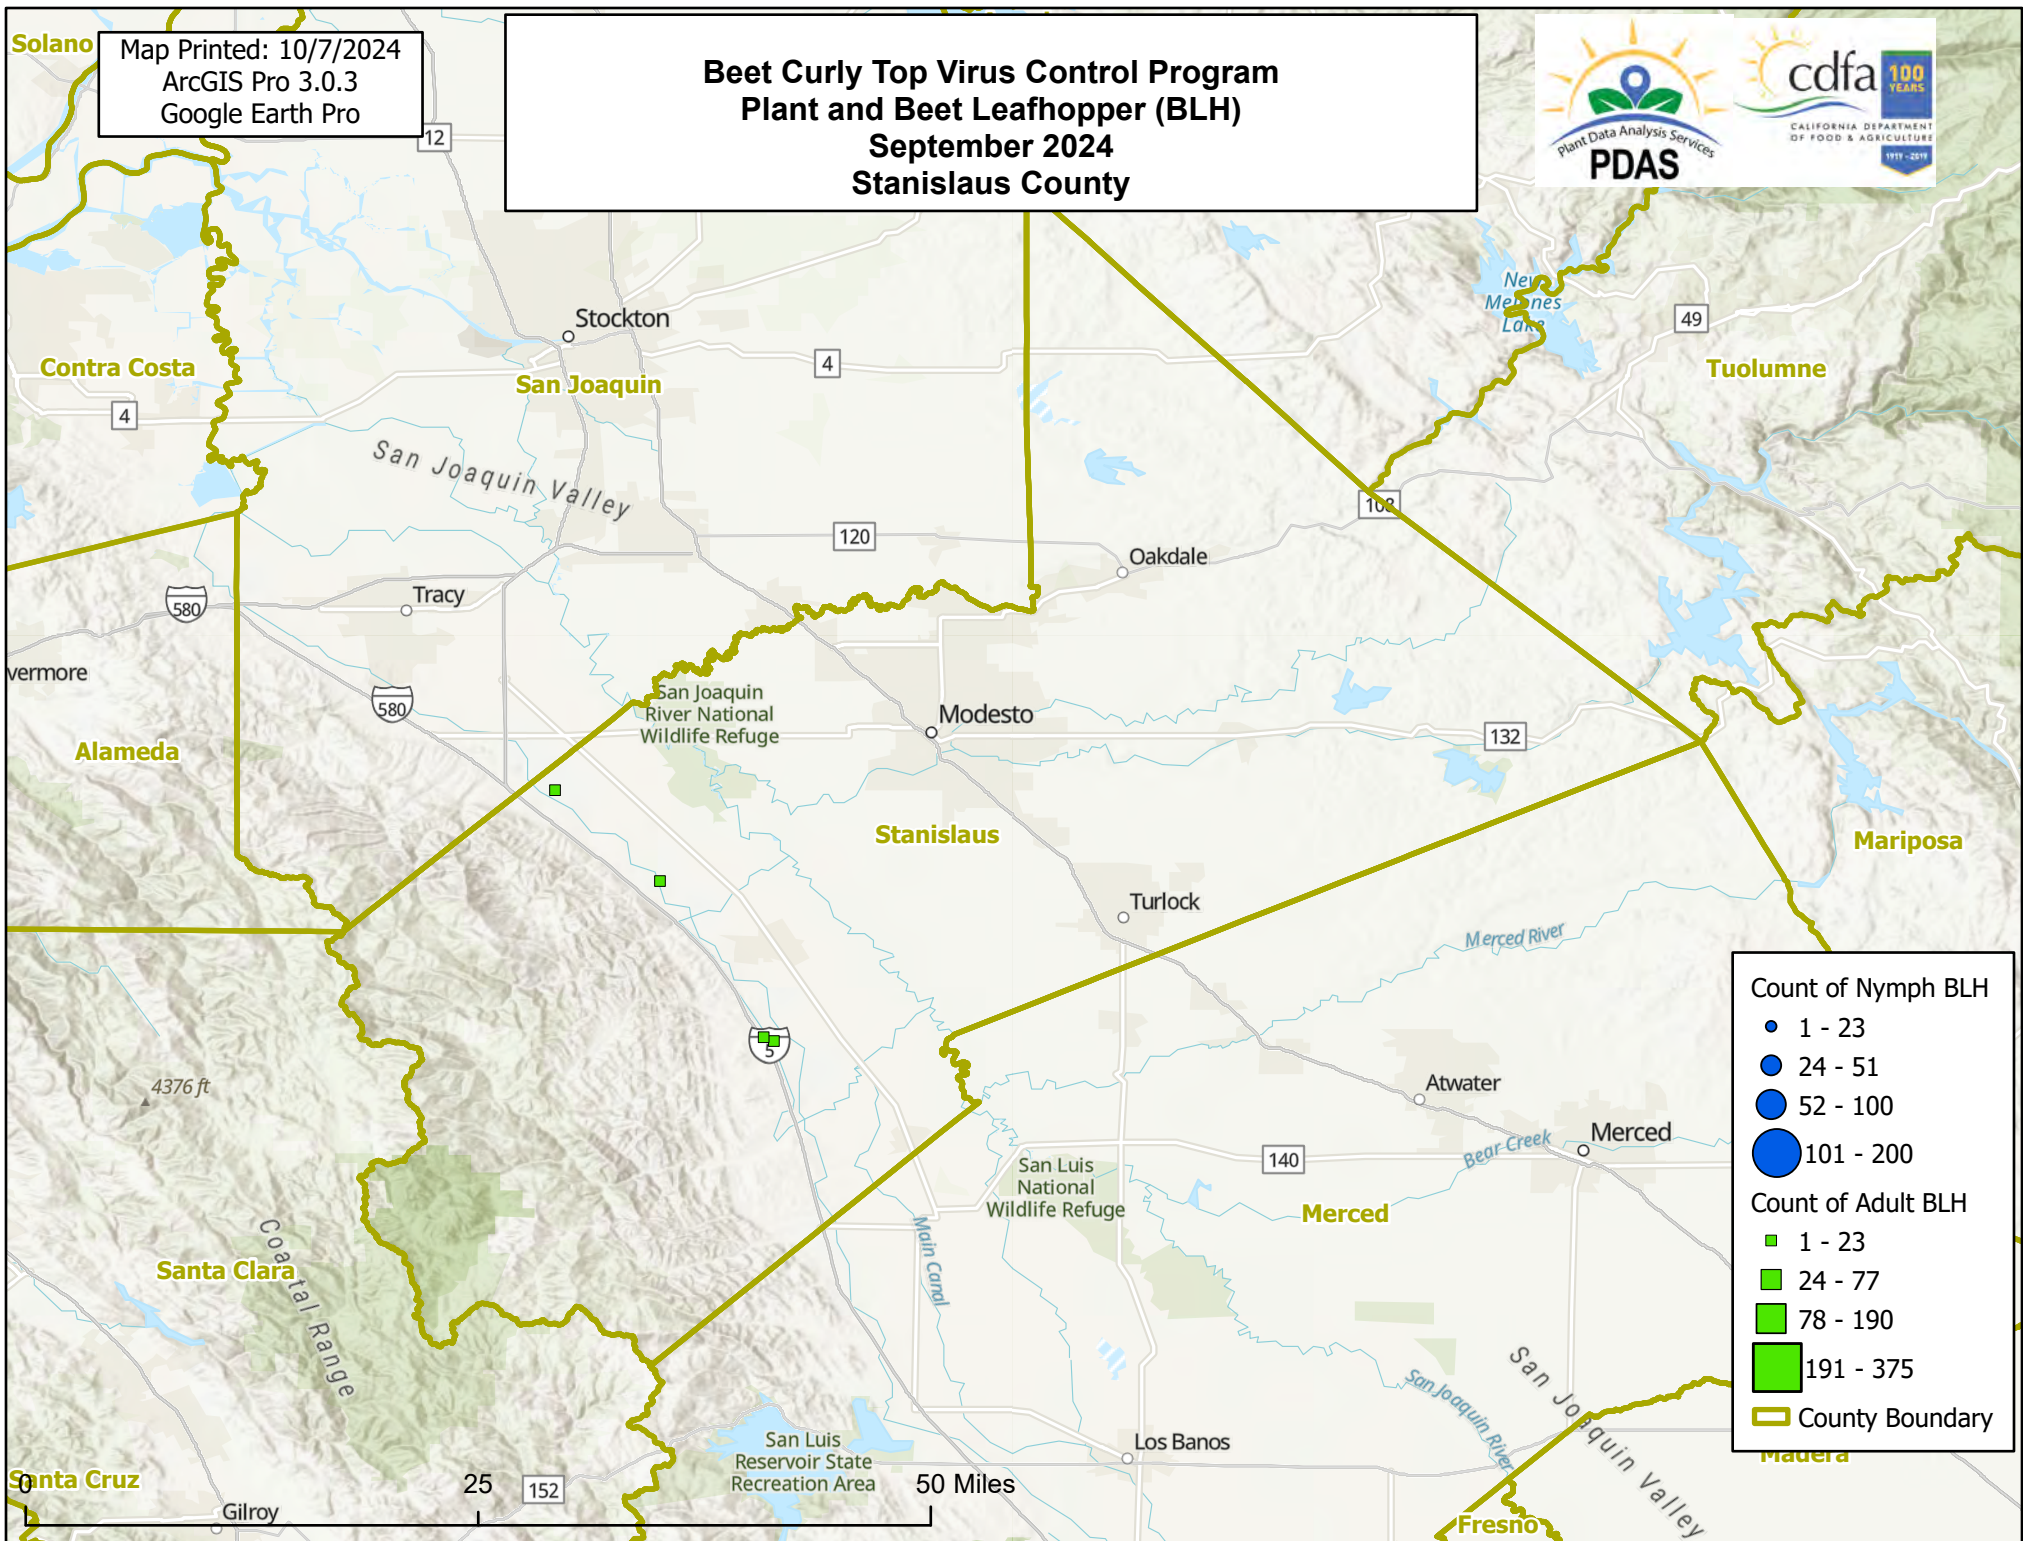 Solano
Map Printed: 10/7/2024
ArcGIS Pro 3.0.3
Google Earth Pro
Beet Curly Top Virus Control Program
Plant and Beet Leafhopper (BLH)
September 2024
Stanislaus County
Plant Data Analysis Services
PDAS
cdfa
100
YEARS
CALIFORNIA DEPARTMENT
OF FOOD & AGRICULTURE
1919 - 2019
12
New
Melones
Lake
49
Stockton
4
Contra Costa
San Joaquin
Tuolumne
4
San Joaquin Valley
108
120
Oakdale
580
Tracy
vermore
580
San Joaquin
River National
Wildlife Refuge
Modesto
132
Alameda
Stanislaus
Mariposa
Turlock
Merced River
5
4376 ft
Atwater
Merced
Bear Creek
140
San Luis
National
Wildlife Refuge
Merced
Main Canal
Santa Clara
Coastal Range
San Joaquin River
San Joaquin Valley
San Luis
Reservoir State
Recreation Area
Los Banos
Santa Cruz
152
Gilroy
Fresno
Madera
0
25
50 Miles
Count of Nymph BLH
1 - 23
24 - 51
52 - 100
101 - 200
Count of Adult BLH
1 - 23
24 - 77
78 - 190
191 - 375
County Boundary